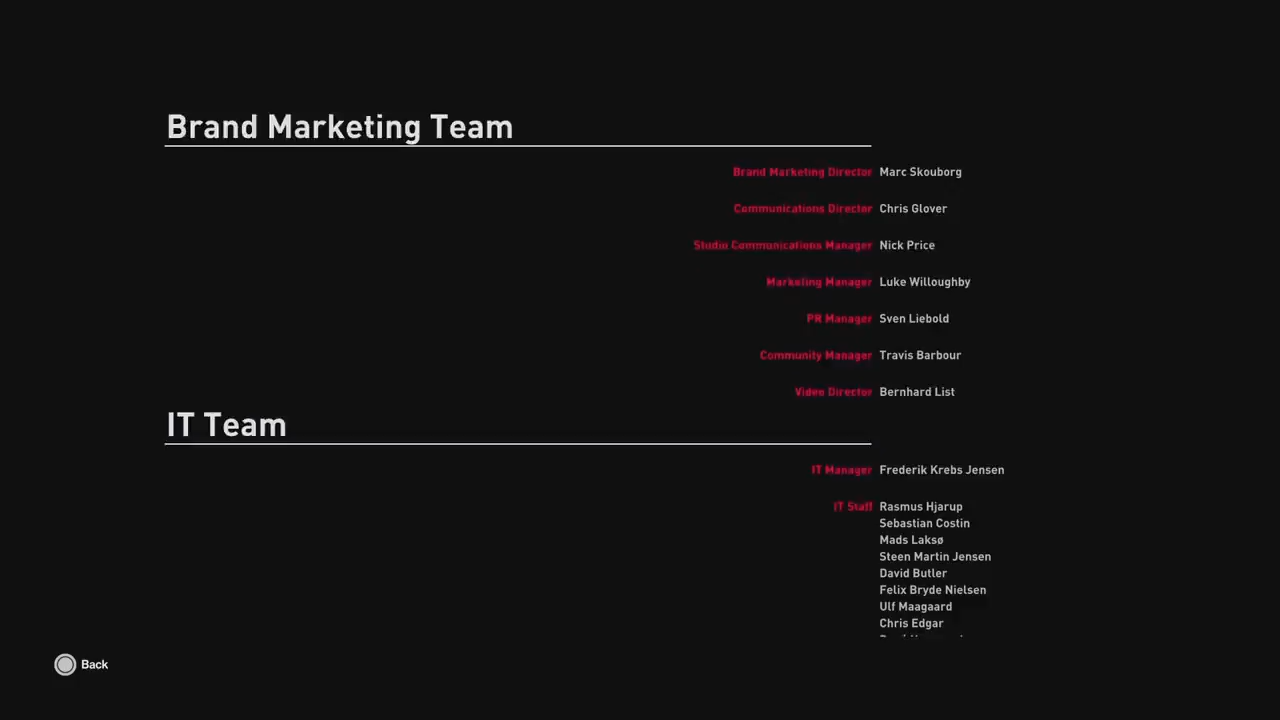 Brand Marketing Team
Brand Marketing Director Marc Skouborg
Communications Director Chris Glover
Studio Communications Manager Nick Price
Marketing Manager Luke Willoughby
PR Manager Sven Liebold
Community Manager Travis Barbour
Video Director Bernhard List
IT Team
IT Manager Frederik Krebs Jensen
IT Staff Rasmus Hjarup
Sebastian Costin
Mads Laksø
Steen Martin Jensen
David Butler
Felix Bryde Nielsen
Ulf Maagaard
Chris Edgar
Back